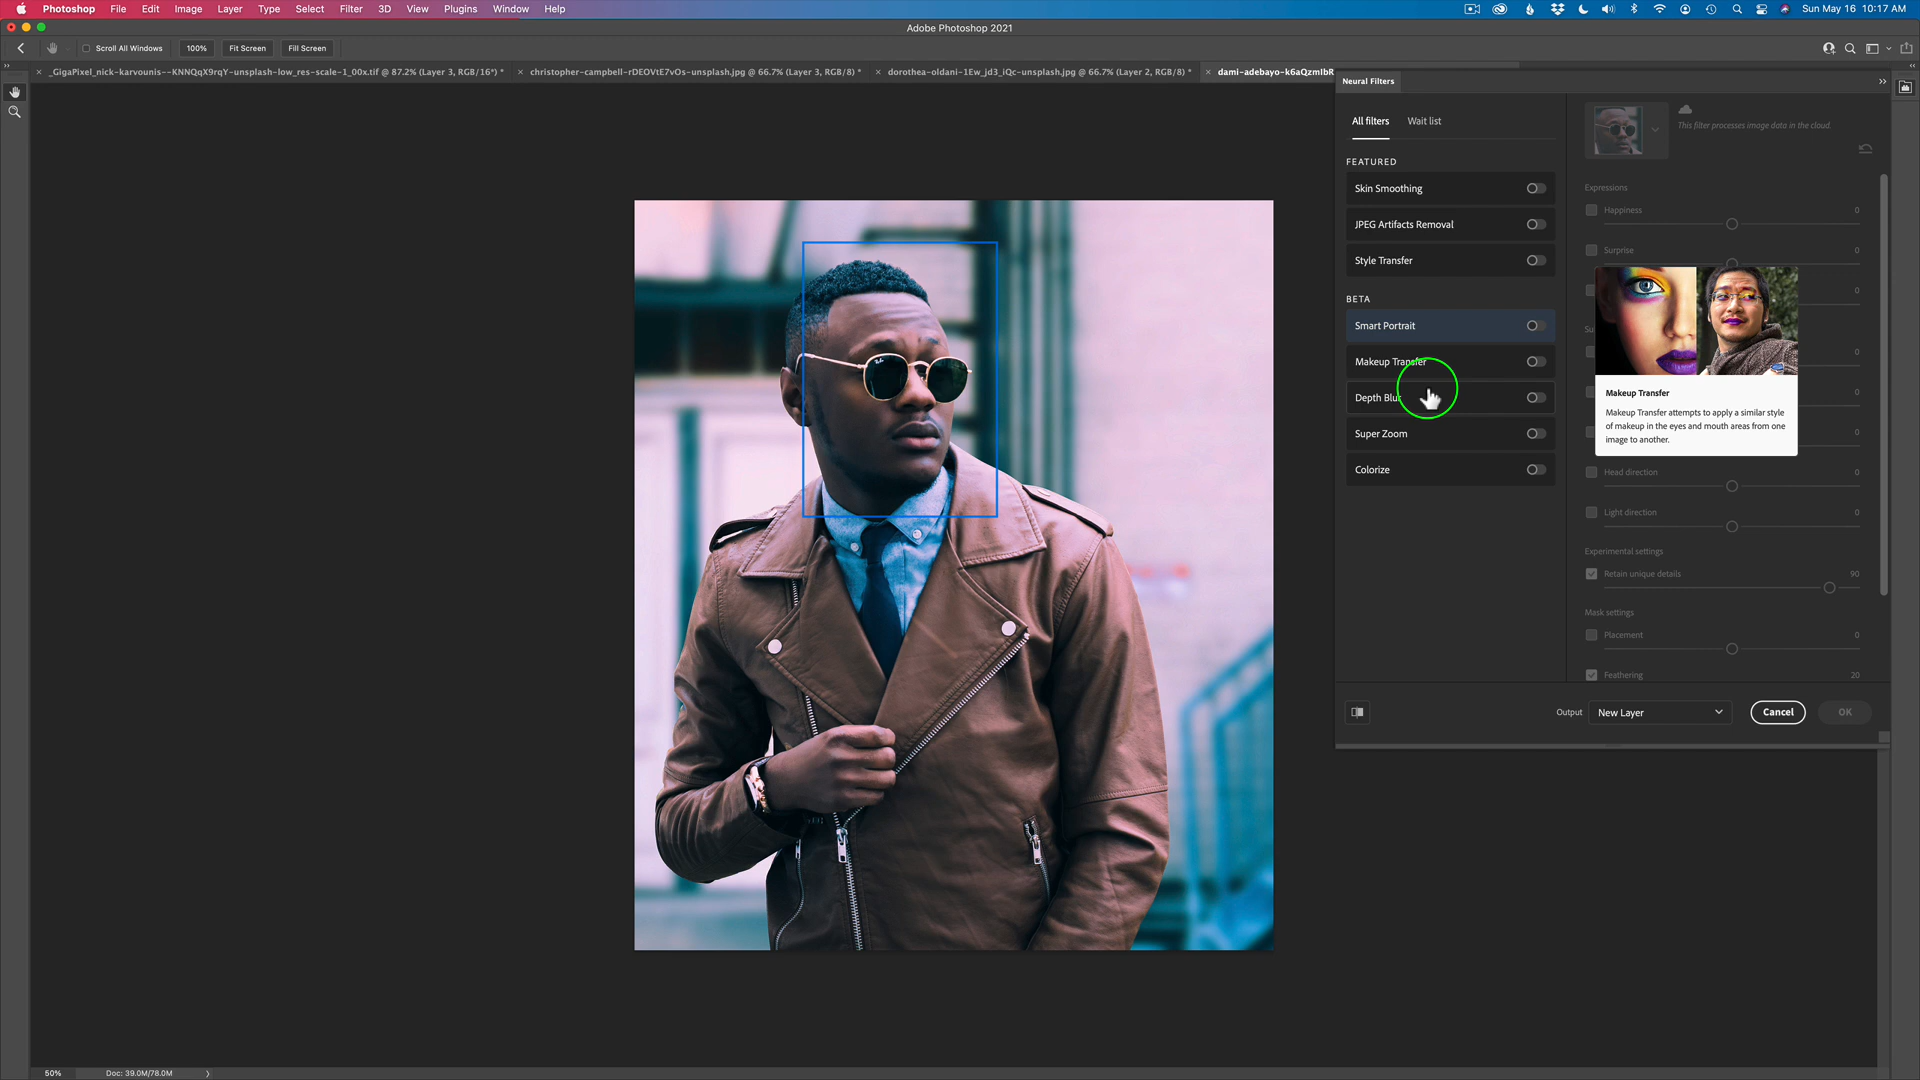 Photoshop File Edit Image Layer Type Select Filter 3D View Plugins Window Help Sun May 16 10:17 AM
Adobe Photoshop 2021
Scroll All Windows 100% Fit Screen Fill Screen
_GigaPixel_nick-karvounis--KNNQqX9rqY-unsplash-low_res-scale-1_00x.tif @ 87.2% (Layer 3, RGB/16*) * christopher-campbell-rDEOVtE7vOs-unsplash.jpg @ 66.7% (Layer 3, RGB/8) * dorothea-oldani-1Ew_jd3_iQc-unsplash.jpg @ 66.7% (Layer 2, RGB/8) * dami-adebayo-k6aQzmIbR
Neural Filters
All filters Wait list
FEATURED
Skin Smoothing
JPEG Artifacts Removal
Style Transfer
BETA
Smart Portrait
Makeup Transfer
Depth Blur
Super Zoom
Colorize
This filter processes image data in the cloud.
Expressions
Happiness 0
Surprise 0
0
Su
0
0
0
Makeup Transfer
Makeup Transfer attempts to apply a similar style
of makeup in the eyes and mouth areas from one
image to another.
Head direction 0
Light direction 0
Experimental settings
Retain unique details 90
Mask settings
Placement 0
Feathering 20
Output New Layer Cancel OK
50% Doc: 39.0M/78.0M